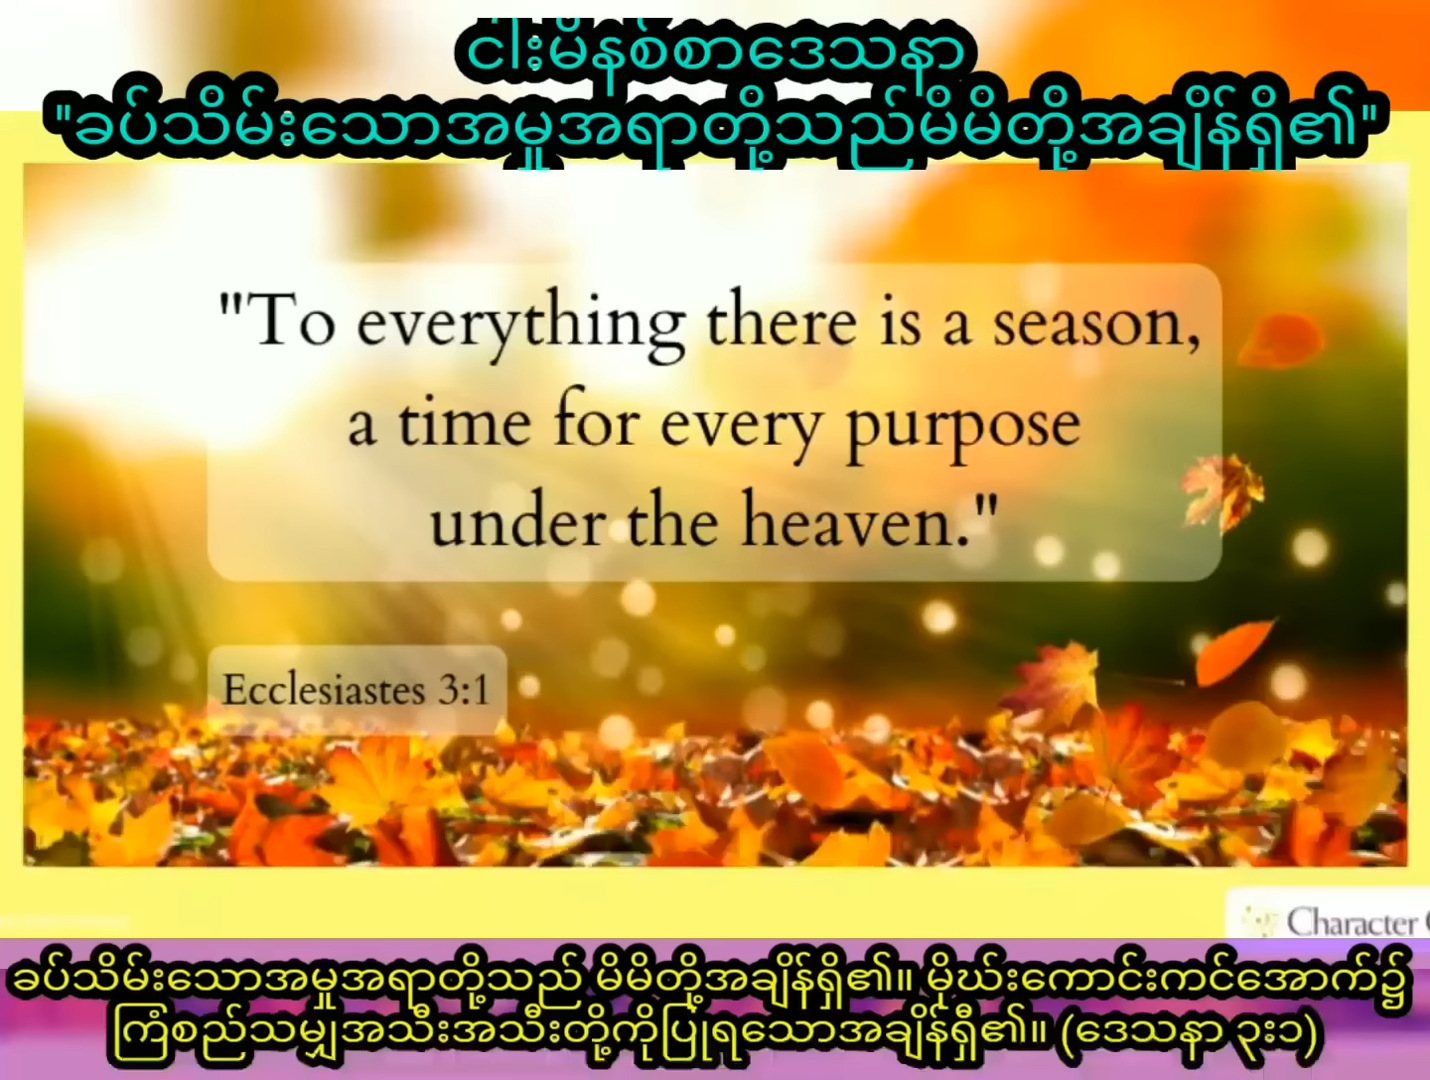 ငါးမိနစ်စာဒေသနာ
"ခပ်သိမ်းသောအမှုအရာတို့သည်မိမိတို့အချိန်ရှိ၏"
"To everything there is a season,
a time for every purpose
under the heaven."
Ecclesiastes 3:1
Character
ခပ်သိမ်းသောအမှုအရာတို့သည် မိမိတို့အချိန်ရှိ၏။ မိုဃ်းကောင်းကင်အောက်၌
ကြံစည်သမျှအသီးအသီးတို့ကိုပြုရသောအချိန်ရှိ၏။ (ဒေသနာ ၃း၁)